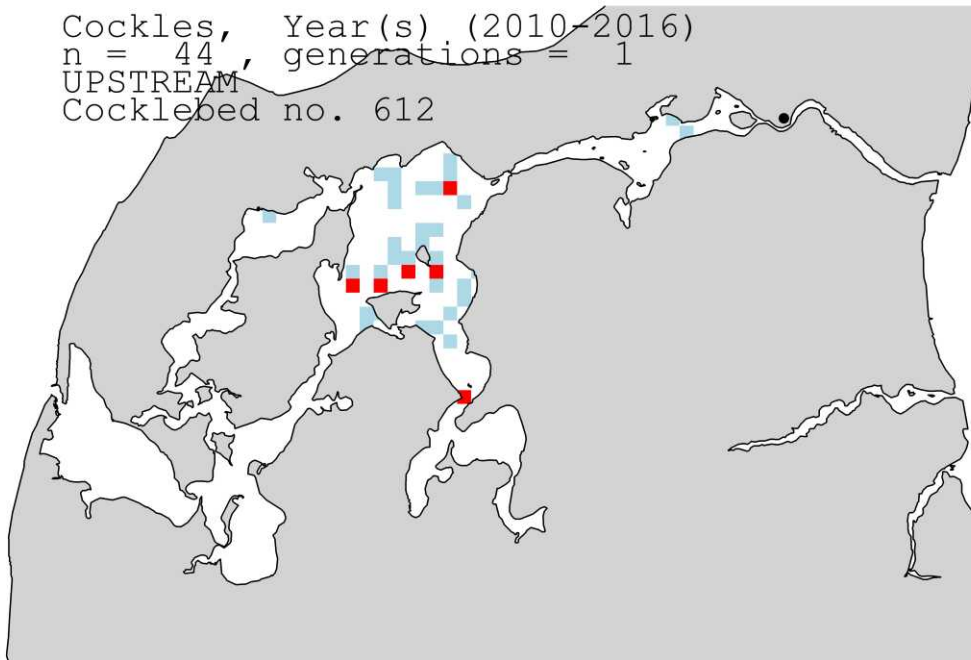 Cockles, Year(s) (2010-2016)
n = 44 , generations = 1
UPSTREAM
Cocklebed no. 612